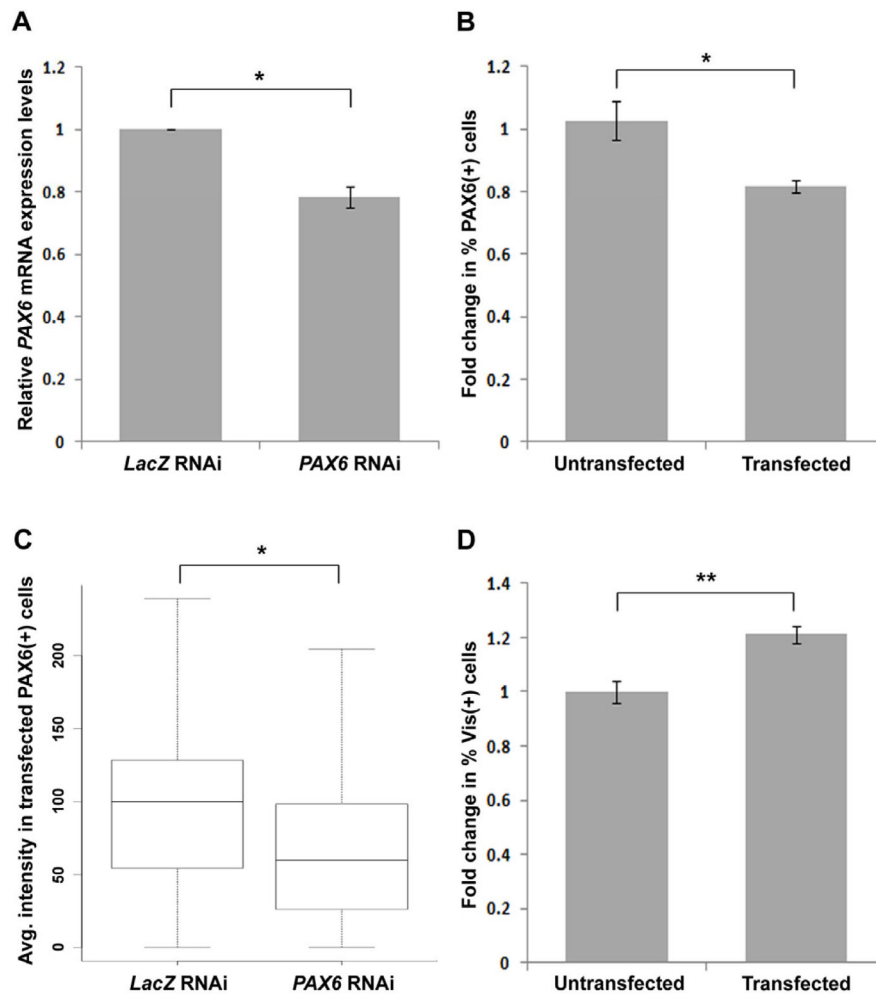 A
Relative PAX6 mRNA expression levels
1.2
1
0.8
0.6
0.4
0.2
0
*
LacZ RNAi
PAX6 RNAi
B
Fold change in % PAX6(+) cells
1.2
1
0.8
0.6
0.4
0.2
0
*
Untransfected
Transfected
C
Avg. intensity in transfected PAX6(+) cells
200
150
100
50
0
*
LacZ RNAi
PAX6 RNAi
D
Fold change in % Vis(+) cells
1.4
1.2
1
0.8
0.6
0.4
0.2
0
**
Untransfected
Transfected